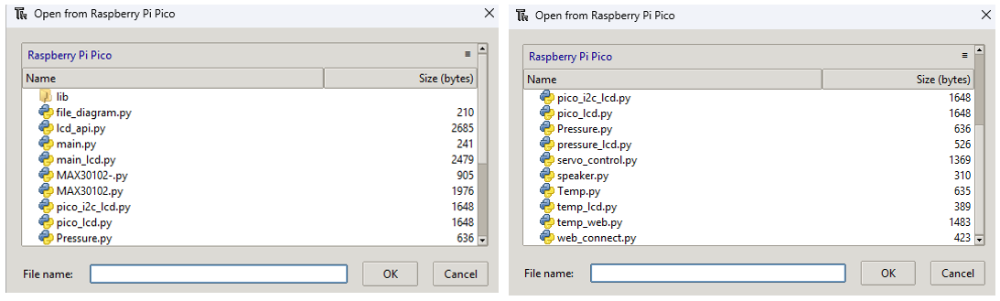 Open from Raspberry Pi Pico
Raspberry Pi Pico
Name Size (bytes)
lib
file_diagram.py 210
lcd_api.py 2685
main.py 241
main_lcd.py 2479
MAX30102-.py 905
MAX30102.py 1976
pico_i2c_lcd.py 1648
pico_lcd.py 1648
Pressure.py 636
File name:
OK
Cancel
Open from Raspberry Pi Pico
Raspberry Pi Pico
Name Size (bytes)
pico_i2c_lcd.py 1648
pico_lcd.py 1648
Pressure.py 636
pressure_lcd.py 526
servo_control.py 1369
speaker.py 310
Temp.py 635
temp_lcd.py 389
temp_web.py 1483
web_connect.py 423
File name:
OK
Cancel